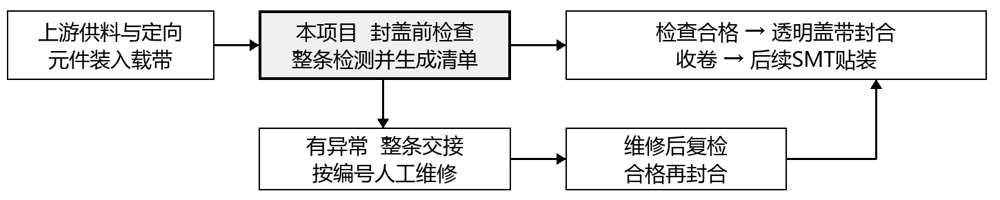 上游供料与定向
元件装入载带
本项目 封盖前检查
整条检测并生成清单
检查合格 → 透明盖带封合
收卷 → 后续SMT贴装
有异常 整条交接
按编号人工维修
维修后复检
合格再封合